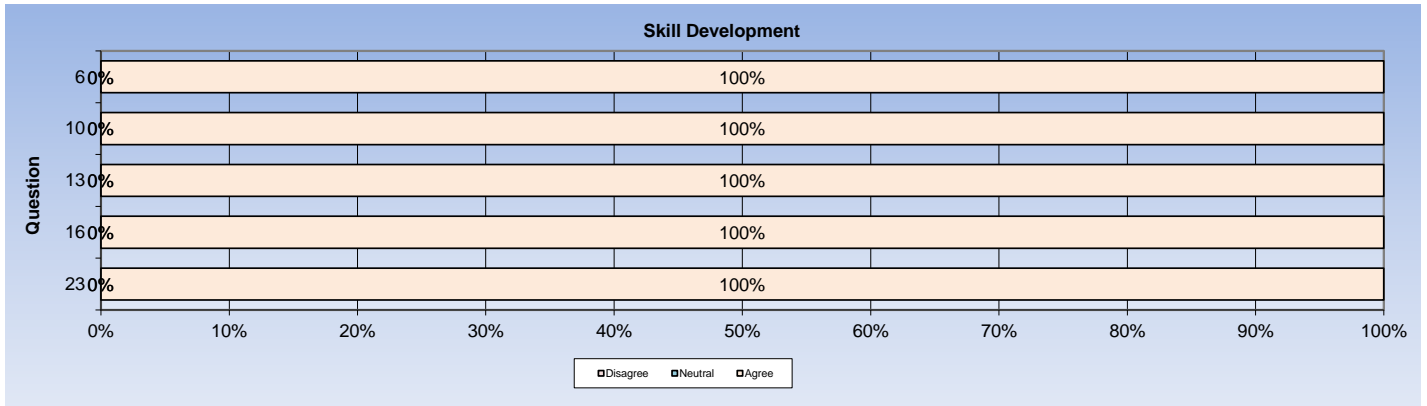 Skill Development
Question
6 0% 100%
10 0% 100%
13 0% 100%
16 0% 100%
23 0% 100%
0% 10% 20% 30% 40% 50% 60% 70% 80% 90% 100%
Disagree Neutral Agree